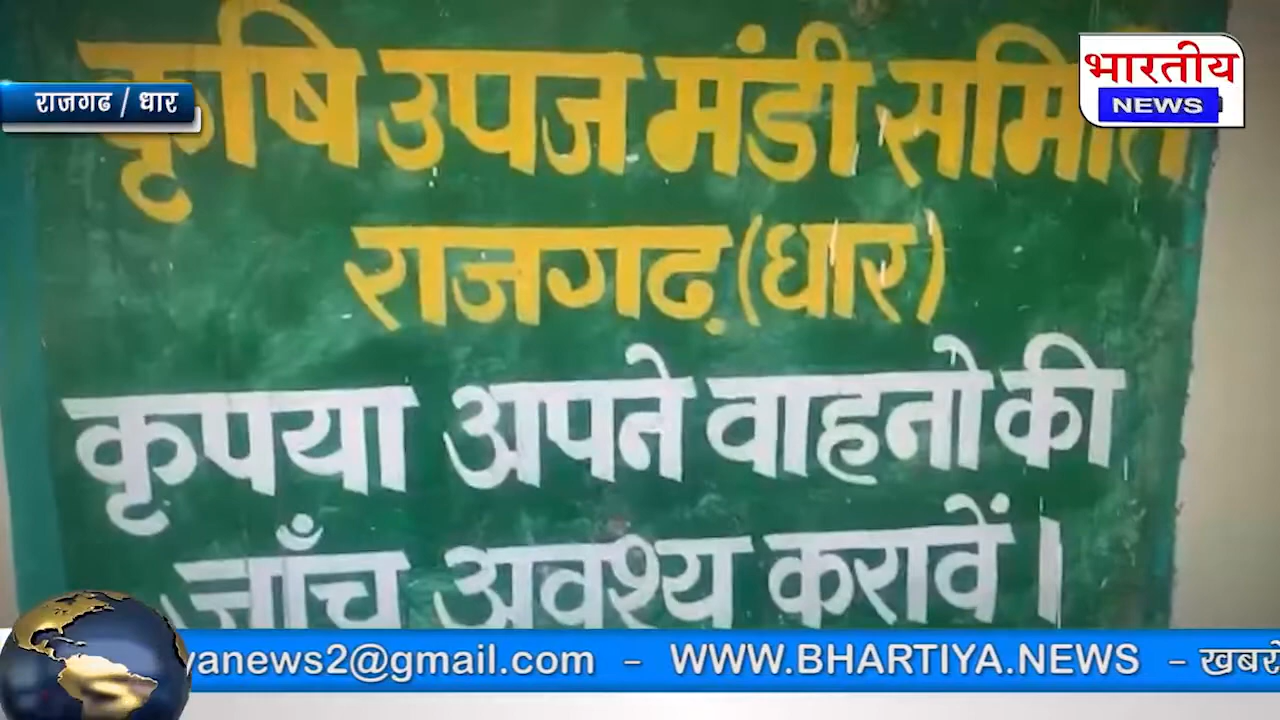 राजगढ / धार
भारतीय
NEWS
कृषि उपज मंडी समिति
राजगढ़ (धार)
कृपया अपने वाहनो की
जाँच अवश्य करावें।
yanews2@gmail.com – WWW.BHARTIYA.NEWS – खबरो